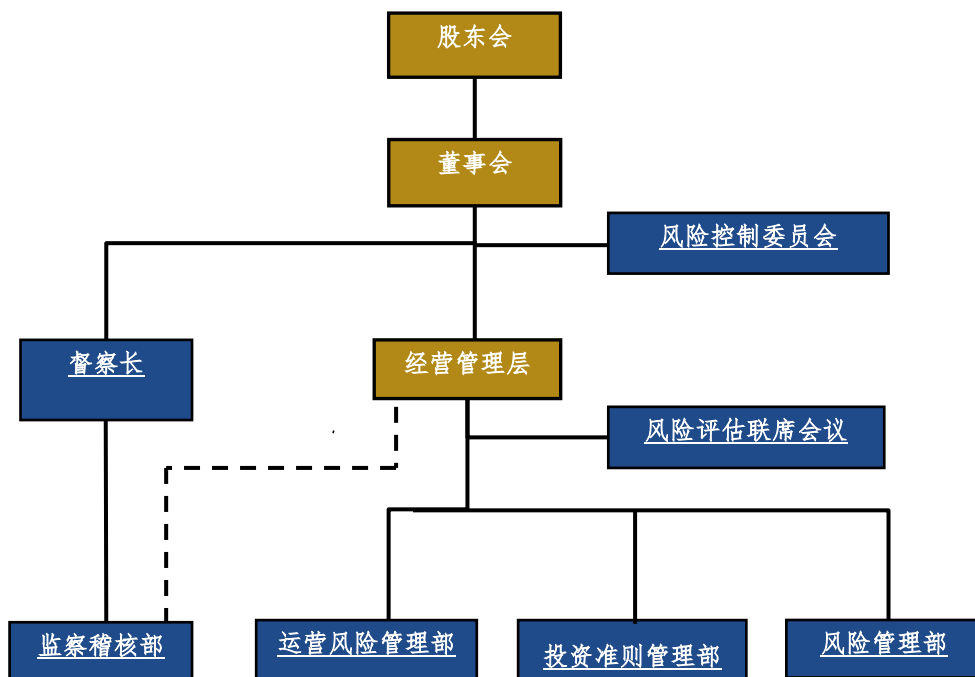 股东会
董事会
风险控制委员会
督察长
经营管理层
风险评估联席会议
监察稽核部
运营风险管理部
投资准则管理部
风险管理部